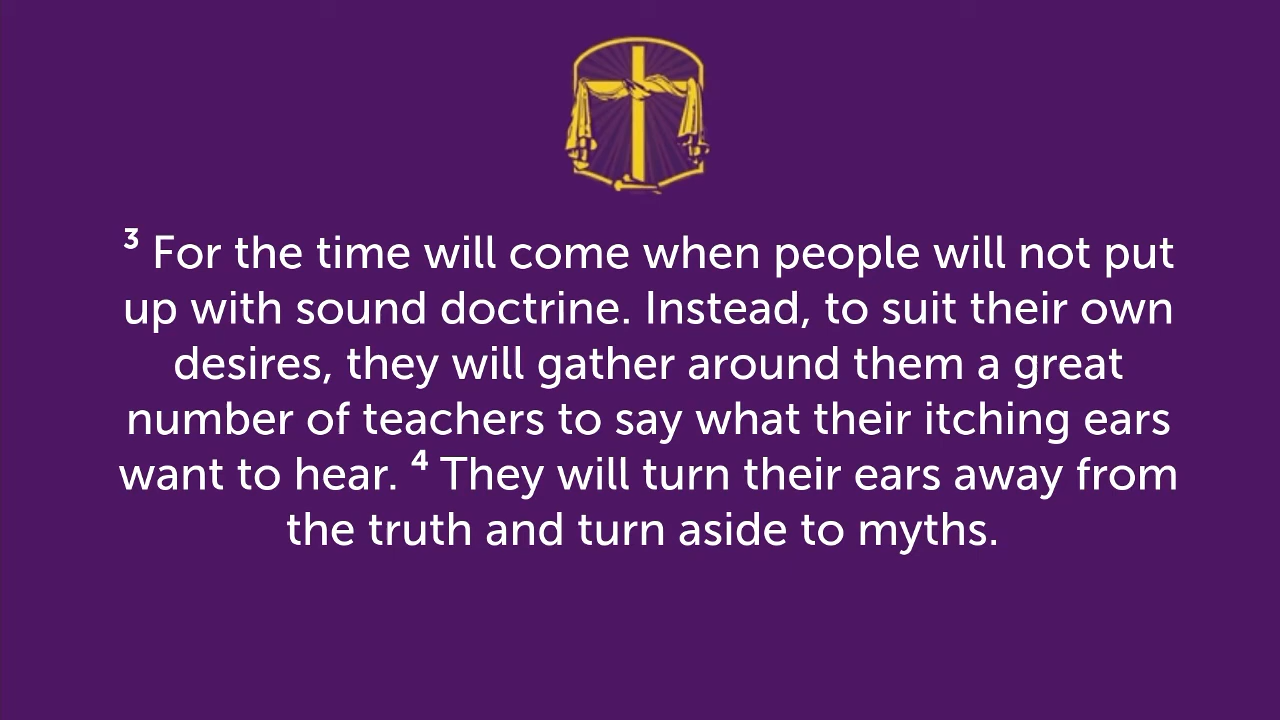 ³ For the time will come when people will not put
up with sound doctrine. Instead, to suit their own
desires, they will gather around them a great
number of teachers to say what their itching ears
want to hear. ⁴ They will turn their ears away from
the truth and turn aside to myths.